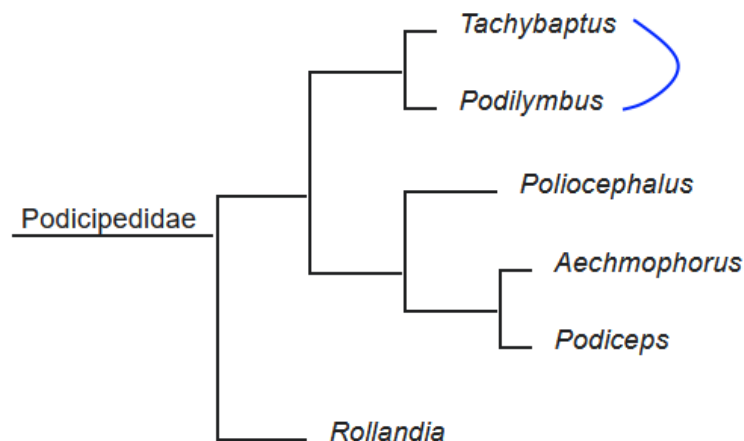 Tachybaptus
Podilymbus
Poliocephalus
Podicipedidae
Aechmophorus
Podiceps
Rollandia